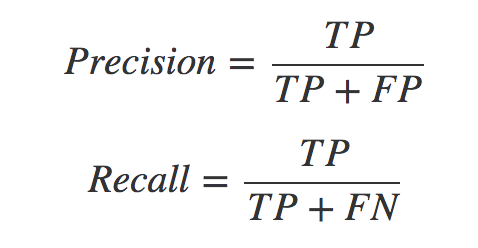 Precision = TP / TP + FP
Recall = TP / TP + FN